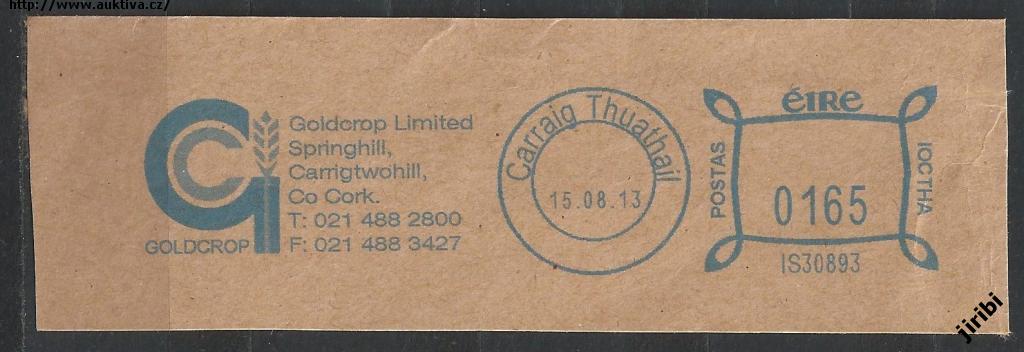 http://www.auktiva.cz/
GOLDCROP
Goldcrop Limited
Springhill,
Carrigtwohill,
Co Cork.
T: 021 488 2800
F: 021 488 3427
Carraig Thuathail
15.08.13
éIRe
POSTAS
0165
IOCTHA
IS30893
jiribi